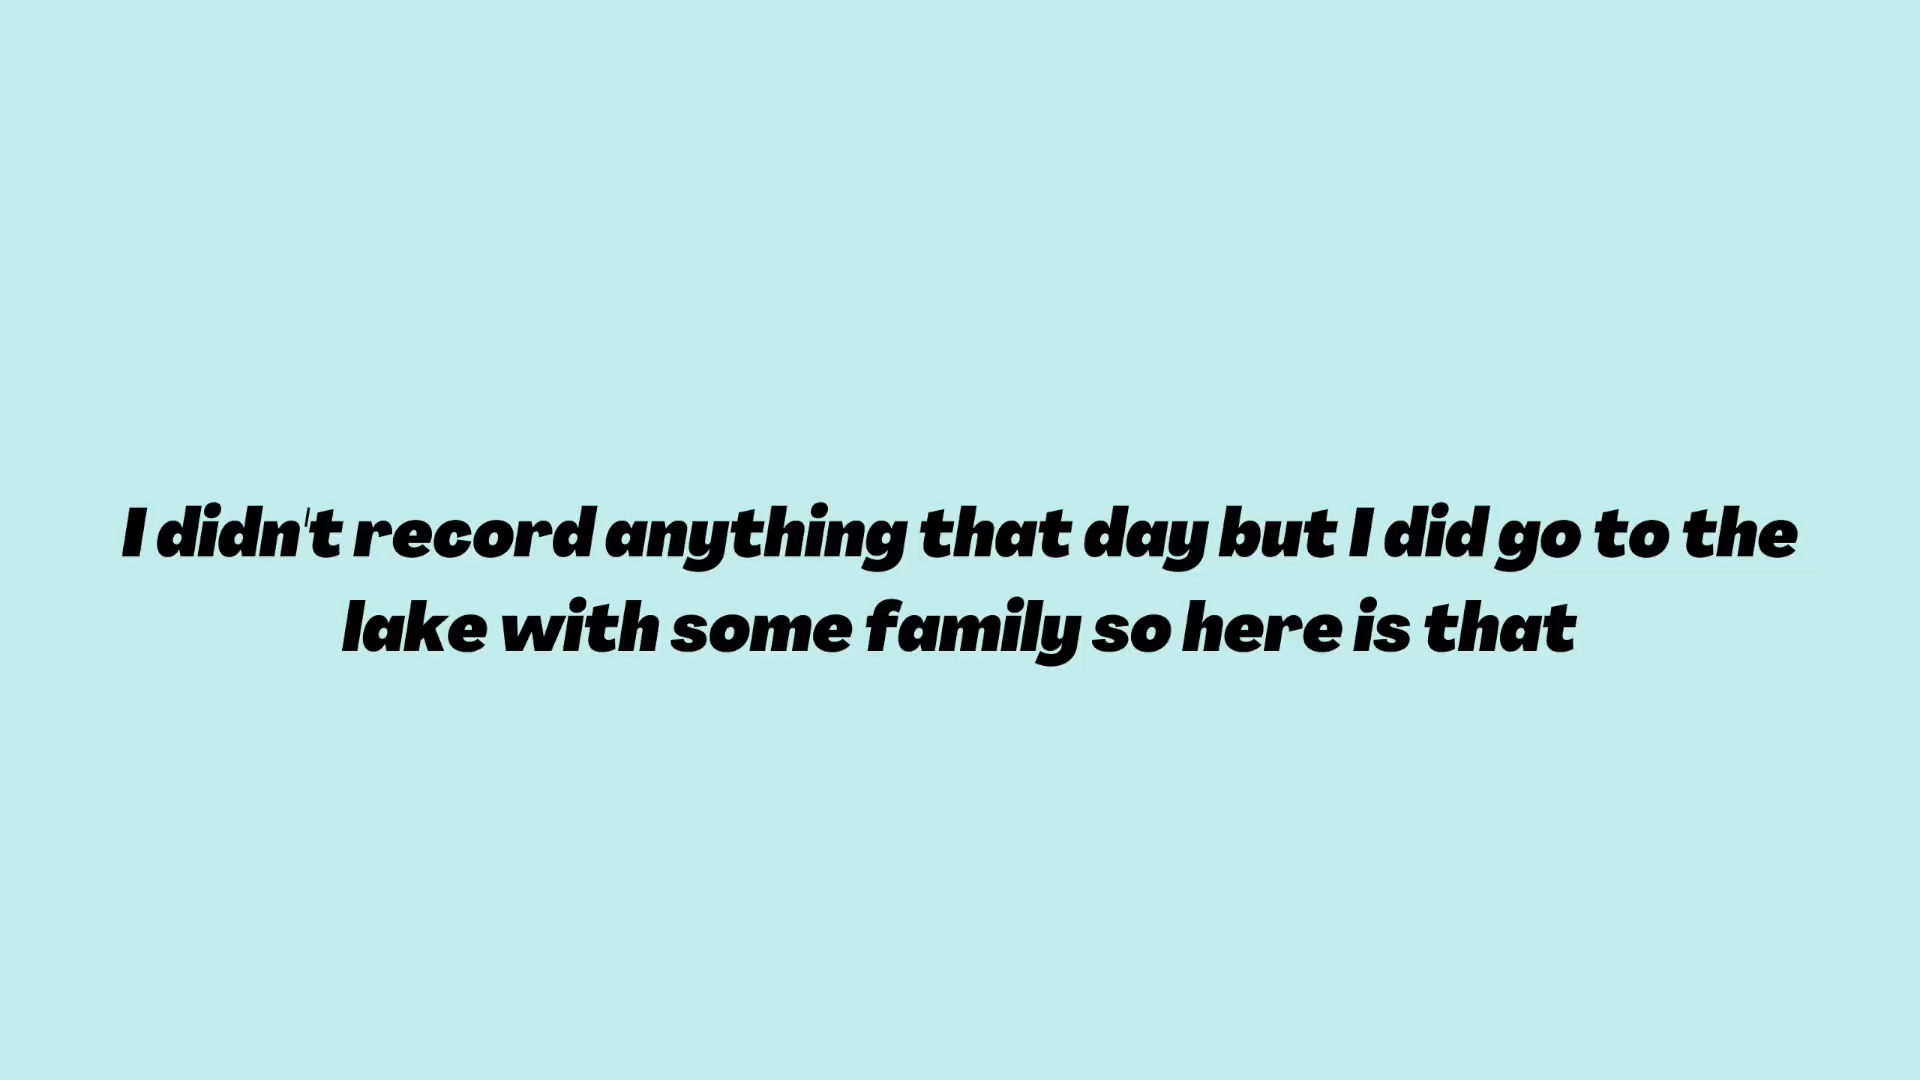 I didn't record anything that day but I did go to the
lake with some family so here is that